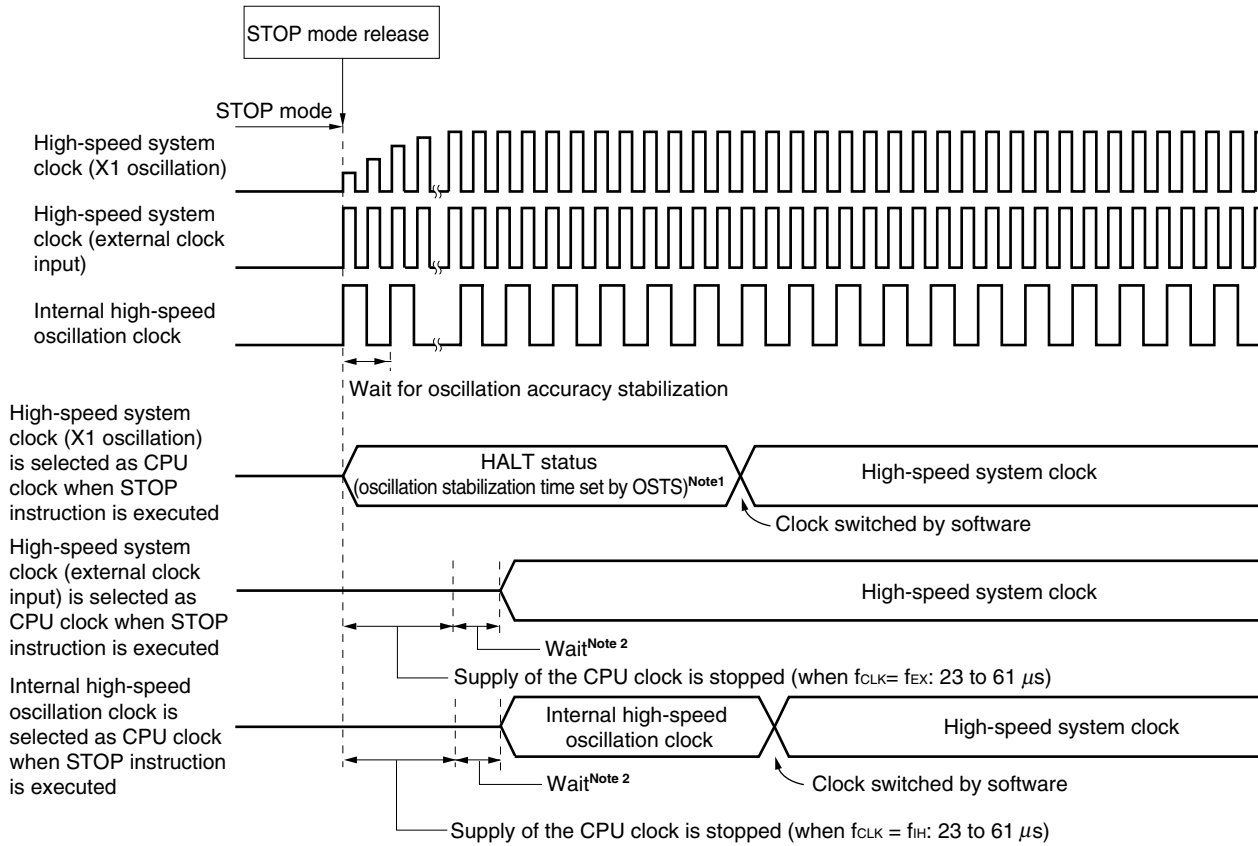 STOP mode release
STOP mode
High-speed system
clock (X1 oscillation)
High-speed system
clock (external clock
input)
Internal high-speed
oscillation clock
Wait for oscillation accuracy stabilization
High-speed system
clock (X1 oscillation)
is selected as CPU
clock when STOP
instruction is executed
HALT status
(oscillation stabilization time set by OSTS)Note1
High-speed system clock
Clock switched by software
High-speed system
clock (external clock
input) is selected as
CPU clock when STOP
instruction is executed
High-speed system clock
WaitNote 2
Supply of the CPU clock is stopped (when fCLK= fEX: 23 to 61 μs)
Internal high-speed
oscillation clock is
selected as CPU clock
when STOP instruction
is executed
Internal high-speed
oscillation clock
High-speed system clock
WaitNote 2
Clock switched by software
Supply of the CPU clock is stopped (when fCLK = fIH: 23 to 61 μs)